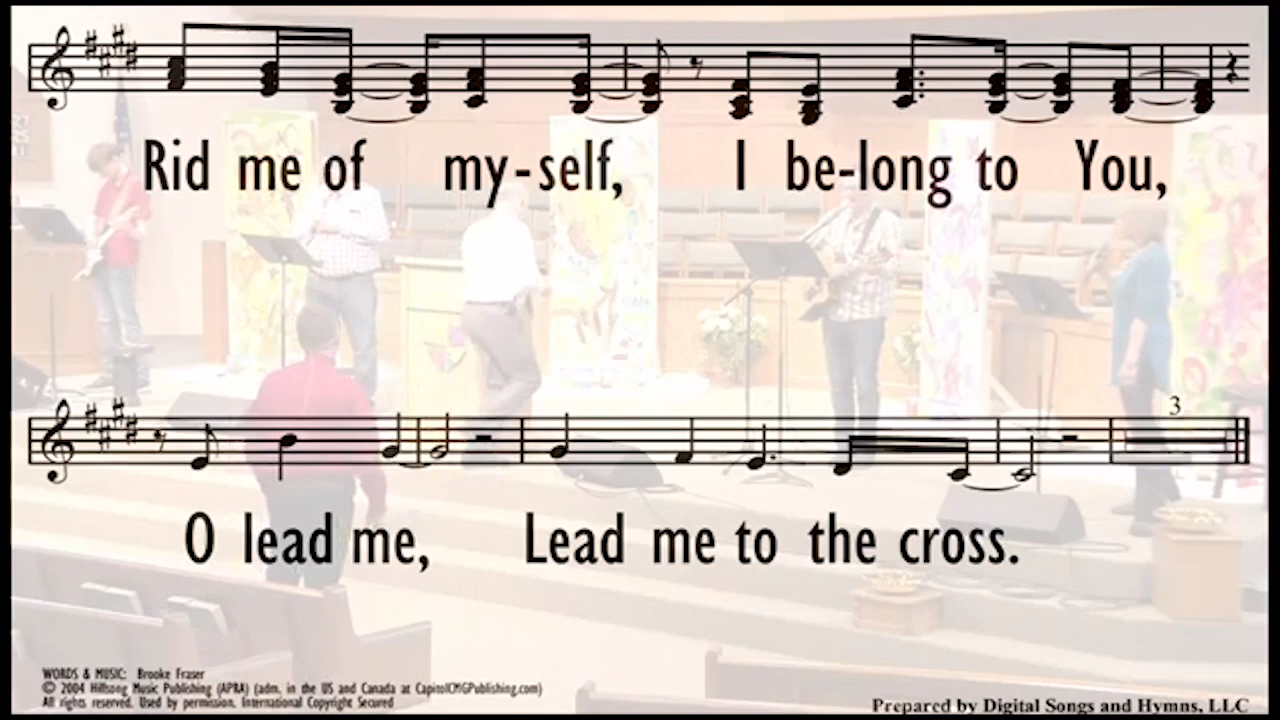 Rid me of my-self, I be-long to You,
3
O lead me, Lead me to the cross.
WORDS & MUSIC: Brooke Fraser
© 2004 Hillsong Music Publishing (APRA) (adm. in the US and Canada at CapitolCMGPublishing.com)
All rights reserved. Used by permission. International Copyright Secured
Prepared by Digital Songs and Hymns, LLC